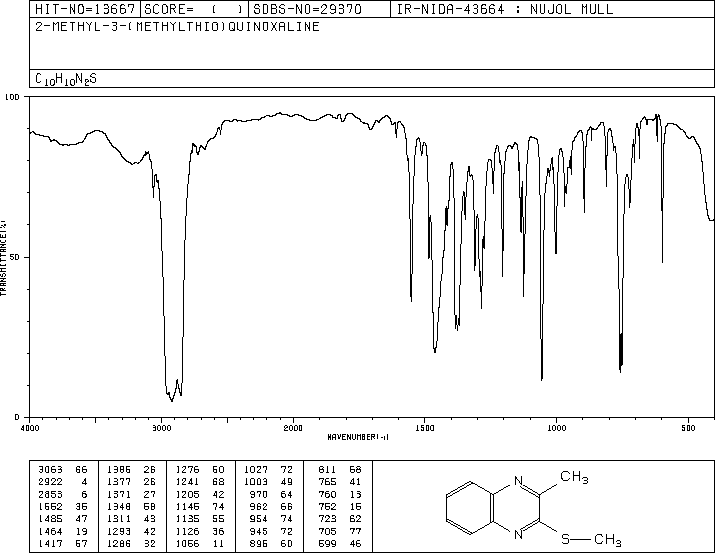 HIT-NO=13667 SCORE= ( ) SDBS-NO=29370 IR-NIDA-43664 : NUJOL MULL
2-METHYL-3-(METHYLTHIO)QUINOXALINE
C10H10N2S
100
50
0
TRANSMITTANCE(%)
4000 3000 2000 1500 1000 500
WAVENUMBER(-1)
3063 66 1386 26 1276 50 1027 72 811 68
2922 4 1377 26 1241 68 1003 49 765 41
2853 6 1371 27 1205 42 970 64 760 13
1552 35 1348 58 1145 74 962 66 752 15
1485 47 1311 43 1135 55 954 74 723 62
1464 19 1293 42 1126 36 945 72 705 77
1417 57 1286 32 1056 11 896 60 599 46
N CH3
N S CH3